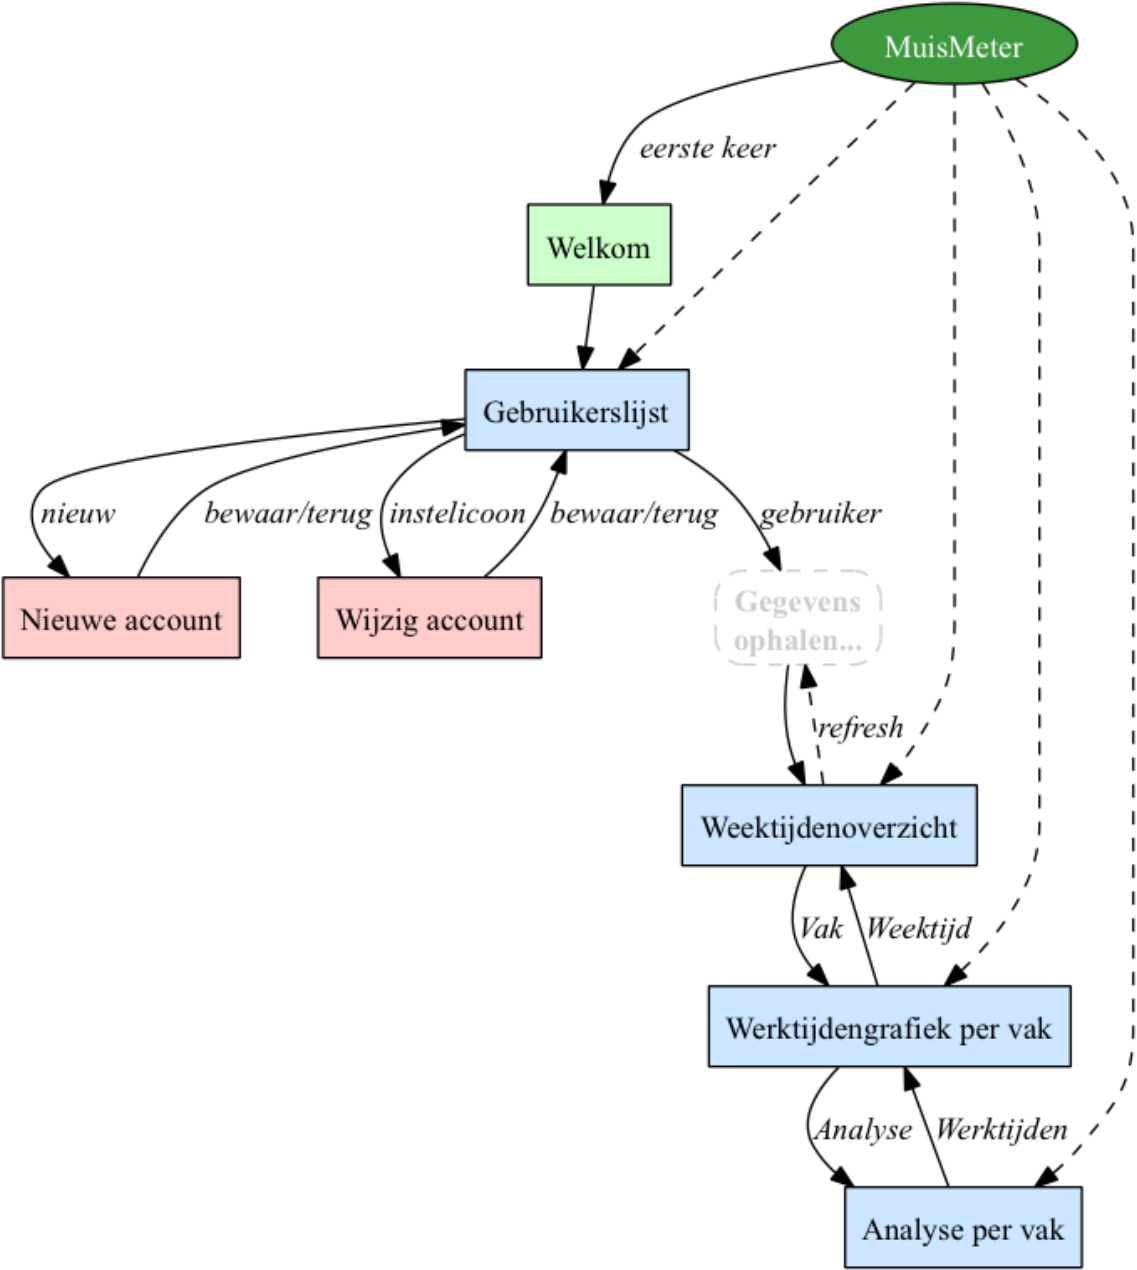 MuisMeter
eerste keer
Welkom
Gebruikerslijst
nieuw
bewaar/terug
instelicoon
bewaar/terug
gebruiker
Nieuwe account
Wijzig account
Gegevens
ophalen...
refresh
Weektijdenoverzicht
Vak
Weektijd
Werktijdengrafiek per vak
Analyse
Werktijden
Analyse per vak